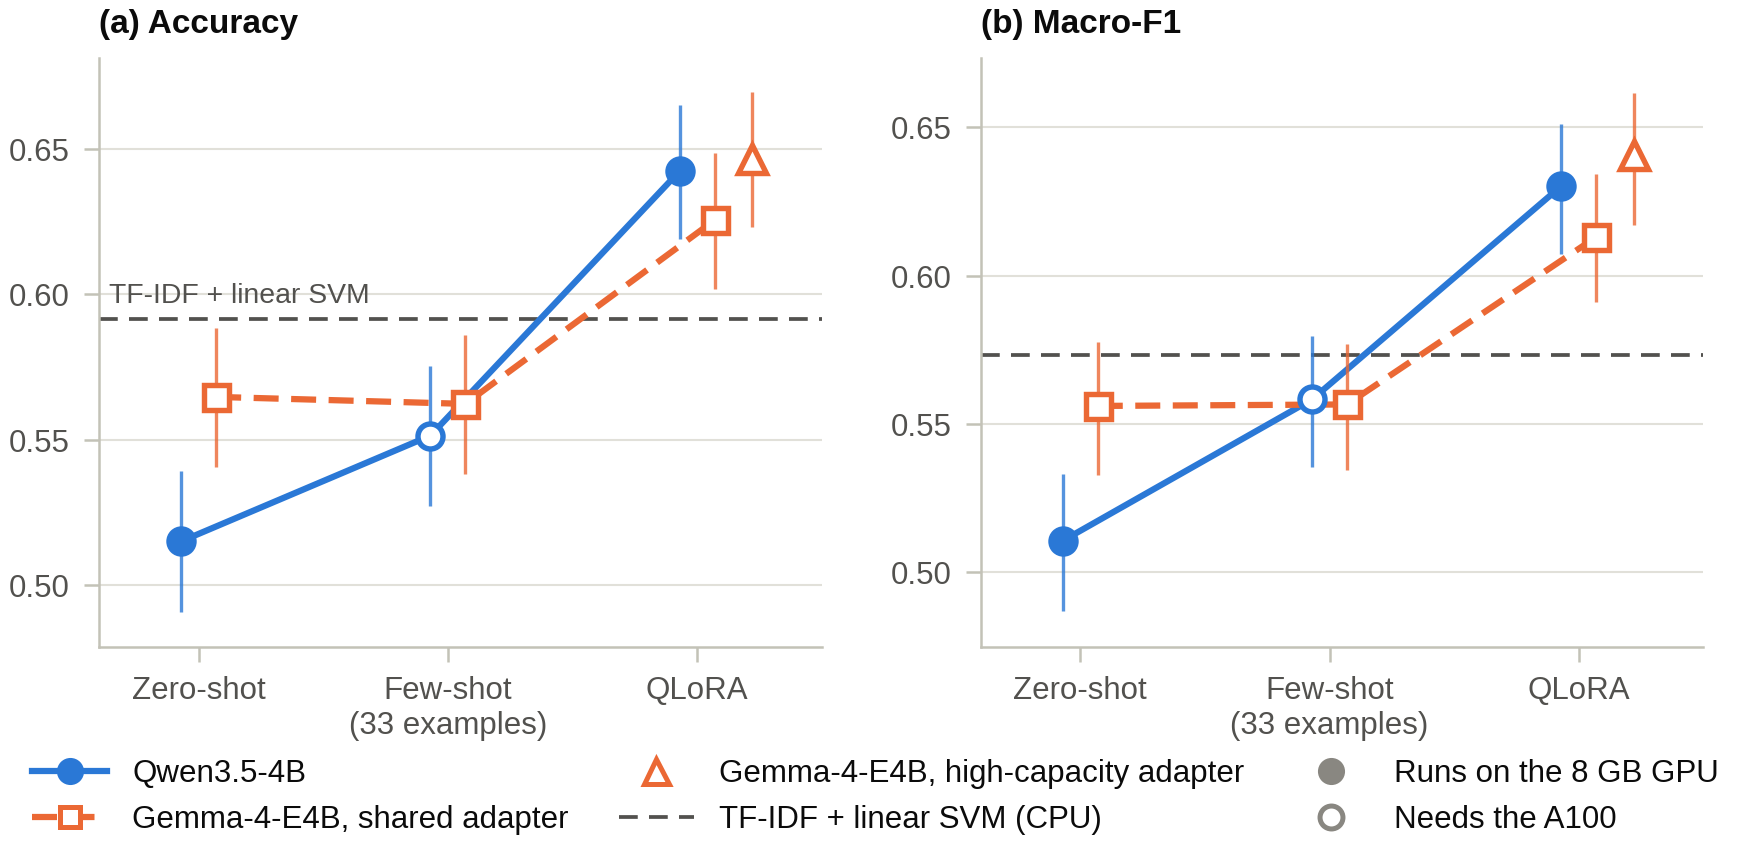 (a) Accuracy
0.65
0.60
0.55
0.50
TF-IDF + linear SVM
Zero-shot
Few-shot
(33 examples)
QLoRA
(b) Macro-F1
0.65
0.60
0.55
0.50
Zero-shot
Few-shot
(33 examples)
QLoRA
Qwen3.5-4B
Gemma-4-E4B, shared adapter
Gemma-4-E4B, high-capacity adapter
TF-IDF + linear SVM (CPU)
Runs on the 8 GB GPU
Needs the A100